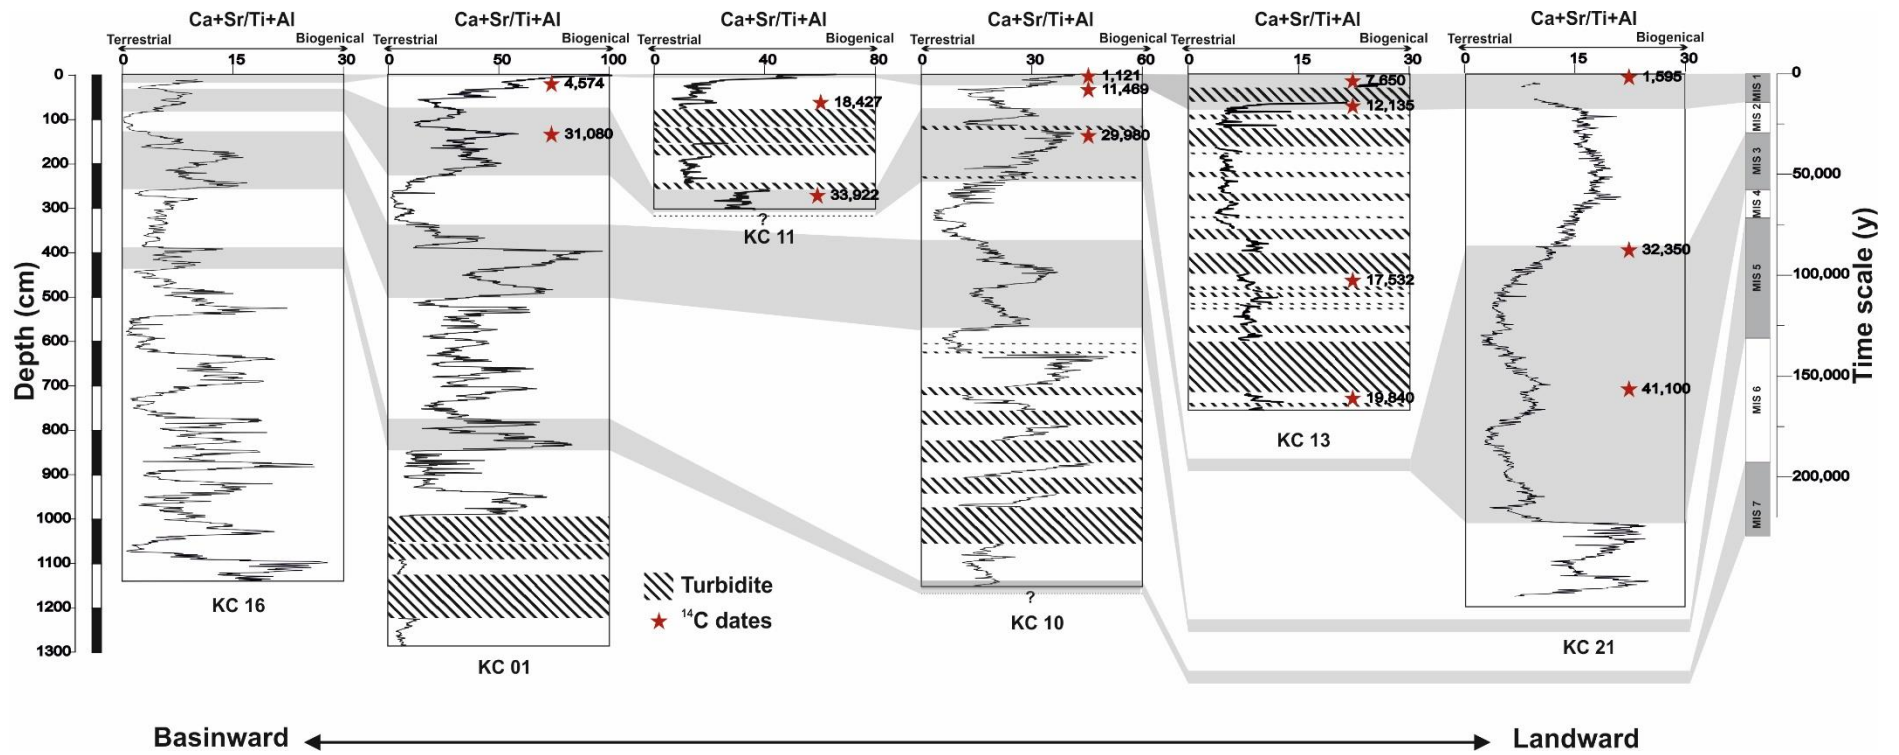 Ca+Sr/Ti+Al Ca+Sr/Ti+Al Ca+Sr/Ti+Al Ca+Sr/Ti+Al Ca+Sr/Ti+Al Ca+Sr/Ti+Al
Terrestrial Biogenical Terrestrial Biogenical Terrestrial Biogenical Terrestrial Biogenical Terrestrial Biogenical Terrestrial Biogenical
0 15 30 0 50 100 0 40 80 0 30 60 0 15 30 0 15 30
Depth (cm)
0
100
200
300
400
500
600
700
800
900
1000
1100
1200
1300
KC 16
4,574
31,080
KC 01
18,427
33,922
?
KC 11
1,121
11,469
29,980
?
KC 10
7,650
12,135
17,532
19,840
KC 13
1,595
32,350
41,100
KC 21
Turbidite
14C dates
MIS 1
MIS 2
MIS 3
MIS 4
MIS 5
MIS 6
MIS 7
0
50,000
100,000
150,000
200,000
Time scale (y)
Basinward Landward